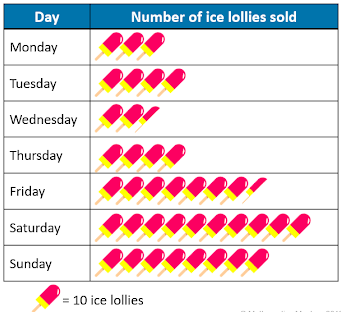 Day Number of ice lollies sold
Monday
Tuesday
Wednesday
Thursday
Friday
Saturday
Sunday
= 10 ice lollies